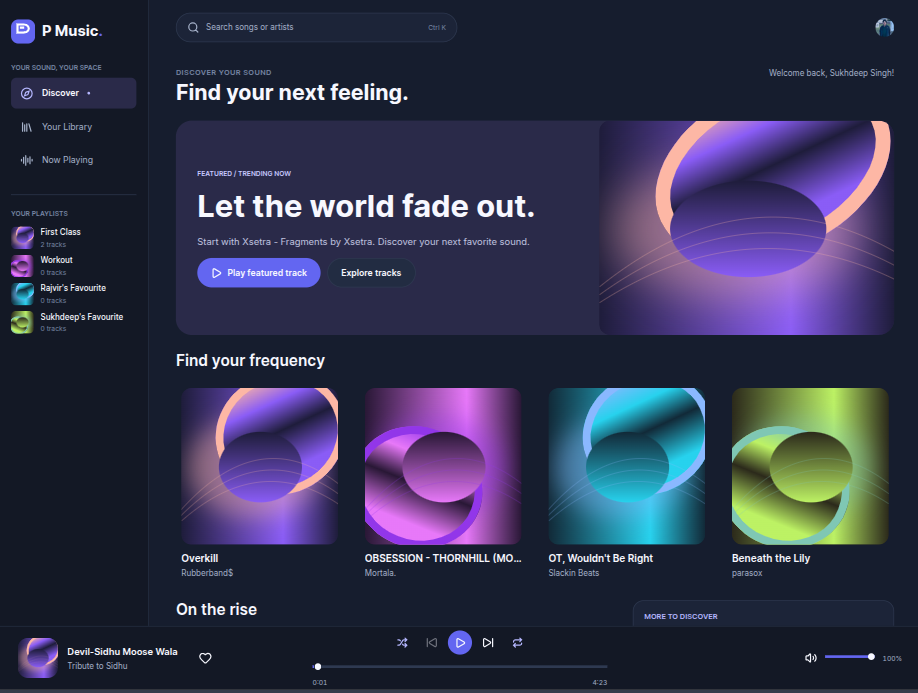 P Music.
Search songs or artists
Ctrl K
YOUR SOUND, YOUR SPACE
Discover
Your Library
Now Playing
YOUR PLAYLISTS
First Class
2 tracks
Workout
0 tracks
Rajvir's Favourite
0 tracks
Sukhdeep's Favourite
0 tracks
DISCOVER YOUR SOUND
Welcome back, Sukhdeep Singh!
Find your next feeling.
FEATURED / TRENDING NOW
Let the world fade out.
Start with Xsetra - Fragments by Xsetra. Discover your next favorite sound.
Play featured track
Explore tracks
Find your frequency
Overkill
Rubberband$
OBSESSION - THORNHILL (MO...
Mortala.
OT, Wouldn't Be Right
Slackin Beats
Beneath the Lily
parasox
On the rise
MORE TO DISCOVER
Devil-Sidhu Moose Wala
Tribute to Sidhu
0:01
4:23
100%